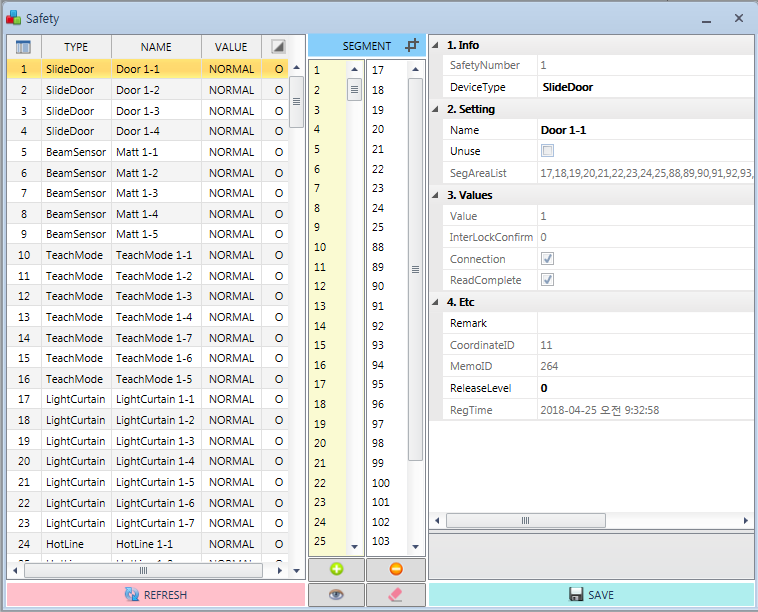 Safety
TYPE NAME VALUE
1 SlideDoor Door 1-1 NORMAL O
2 SlideDoor Door 1-2 NORMAL O
3 SlideDoor Door 1-3 NORMAL O
4 SlideDoor Door 1-4 NORMAL O
5 BeamSensor Matt 1-1 NORMAL O
6 BeamSensor Matt 1-2 NORMAL O
7 BeamSensor Matt 1-3 NORMAL O
8 BeamSensor Matt 1-4 NORMAL O
9 BeamSensor Matt 1-5 NORMAL O
10 TeachMode TeachMode 1-1 NORMAL O
11 TeachMode TeachMode 1-2 NORMAL O
12 TeachMode TeachMode 1-3 NORMAL O
13 TeachMode TeachMode 1-4 NORMAL O
14 TeachMode TeachMode 1-7 NORMAL O
15 TeachMode TeachMode 1-6 NORMAL O
16 TeachMode TeachMode 1-5 NORMAL O
17 LightCurtain LightCurtain 1-1 NORMAL O
18 LightCurtain LightCurtain 1-2 NORMAL O
19 LightCurtain LightCurtain 1-3 NORMAL O
20 LightCurtain LightCurtain 1-4 NORMAL O
21 LightCurtain LightCurtain 1-5 NORMAL O
22 LightCurtain LightCurtain 1-6 NORMAL O
23 LightCurtain LightCurtain 1-7 NORMAL O
24 HotLine HotLine 1-1 NORMAL O
REFRESH
SEGMENT
1 17
2 18
3 19
4 20
5 21
6 22
7 23
8 24
9 25
10 88
11 89
12 90
13 91
14 92
15 93
16 94
17 95
18 96
19 97
20 98
21 99
22 100
23 101
24 102
25 103
1. Info
SafetyNumber 1
DeviceType SlideDoor
2. Setting
Name Door 1-1
Unuse
SegAreaList 17,18,19,20,21,22,23,24,25,88,89,90,91,92,93,
3. Values
Value 1
InterLockConfirm 0
Connection
ReadComplete
4. Etc
Remark
CoordinateID 11
MemoID 264
ReleaseLevel 0
RegTime 2018-04-25 오전 9:32:58
SAVE